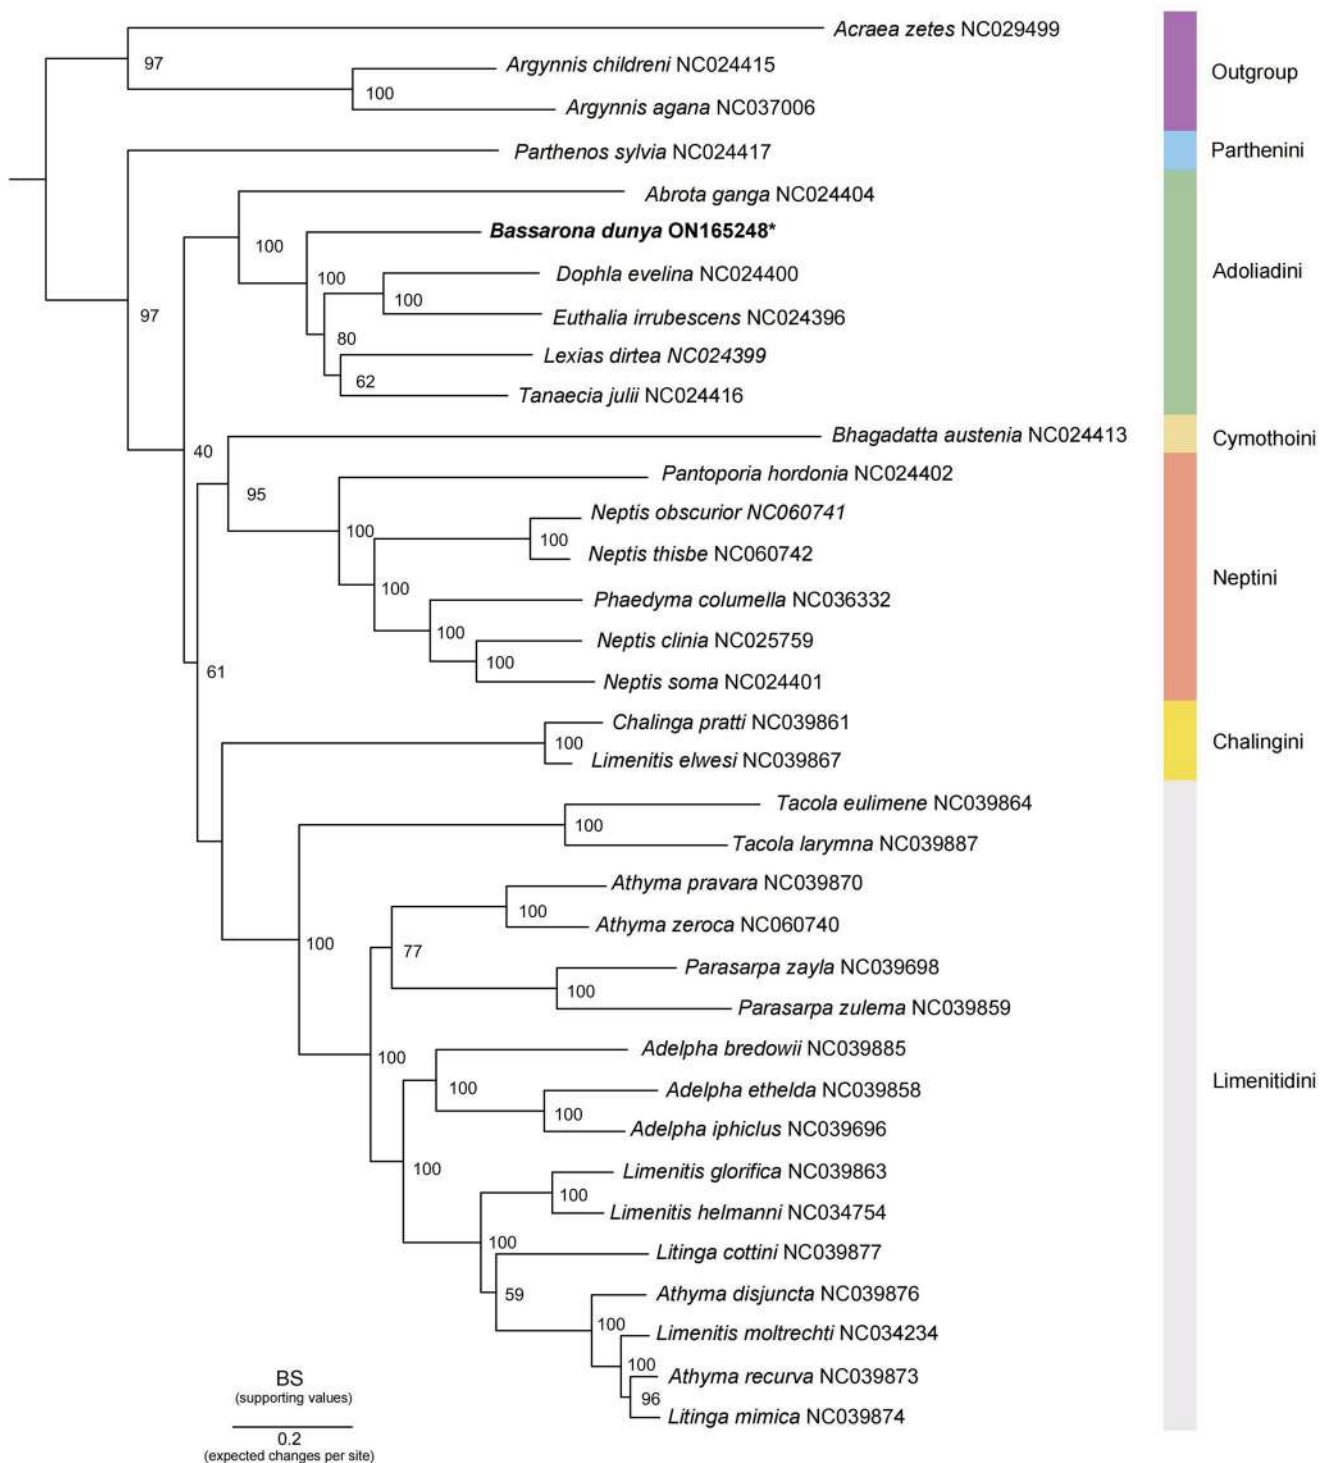 Acraea zetes NC029499
97
Argynnis childreni NC024415
100
Outgroup
Argynnis agana NC037006
Parthenos sylvia NC024417
Parthenini
Abrota ganga NC024404
Bassarona dunya ON165248*
100
Dophla evelina NC024400
100
Adoliadini
100
Euthalia irrubescens NC024396
97
80
Lexias dirtea NC024399
62
Tanaecia julii NC024416
Bhagadatta austenia NC024413
Cymothoini
40
Pantoporia hordonia NC024402
95
Neptis obscurior NC060741
100
100
Neptis thisbe NC060742
Neptini
100
Phaedyma columella NC036332
100
Neptis clinia NC025759
100
61
Neptis soma NC024401
Chalinga pratti NC039861
100
Chalingini
Limenitis elwesi NC039867
Tacola eulimene NC039864
100
Tacola larymna NC039887
Athyma pravara NC039870
100
Athyma zeroca NC060740
100
77
Parasarpa zayla NC039698
100
Parasarpa zulema NC039859
Adelpha bredowii NC039885
100
100
Limenitidini
Adelpha ethelda NC039858
100
Adelpha iphiclus NC039696
100
Limenitis glorifica NC039863
100
Limenitis helmanni NC034754
100
Litinga cottini NC039877
59
Athyma disjuncta NC039876
100
Limenitis moltrechti NC034234
100
Athyma recurva NC039873
96
Litinga mimica NC039874
BS
(supporting values)
0.2
(expected changes per site)